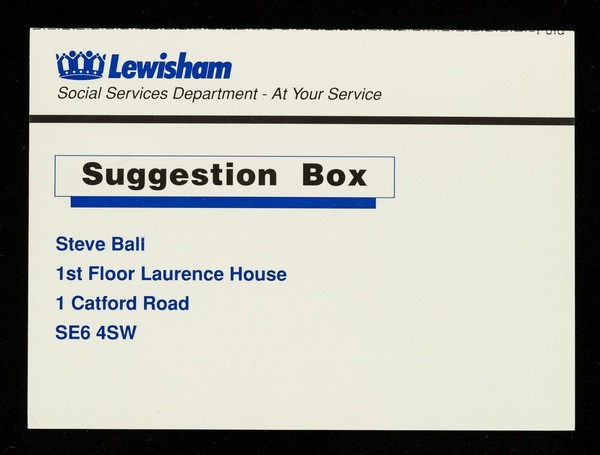 Fold
Lewisham
Social Services Department - At Your Service
Suggestion Box
Steve Ball
1st Floor Laurence House
1 Catford Road
SE6 4SW